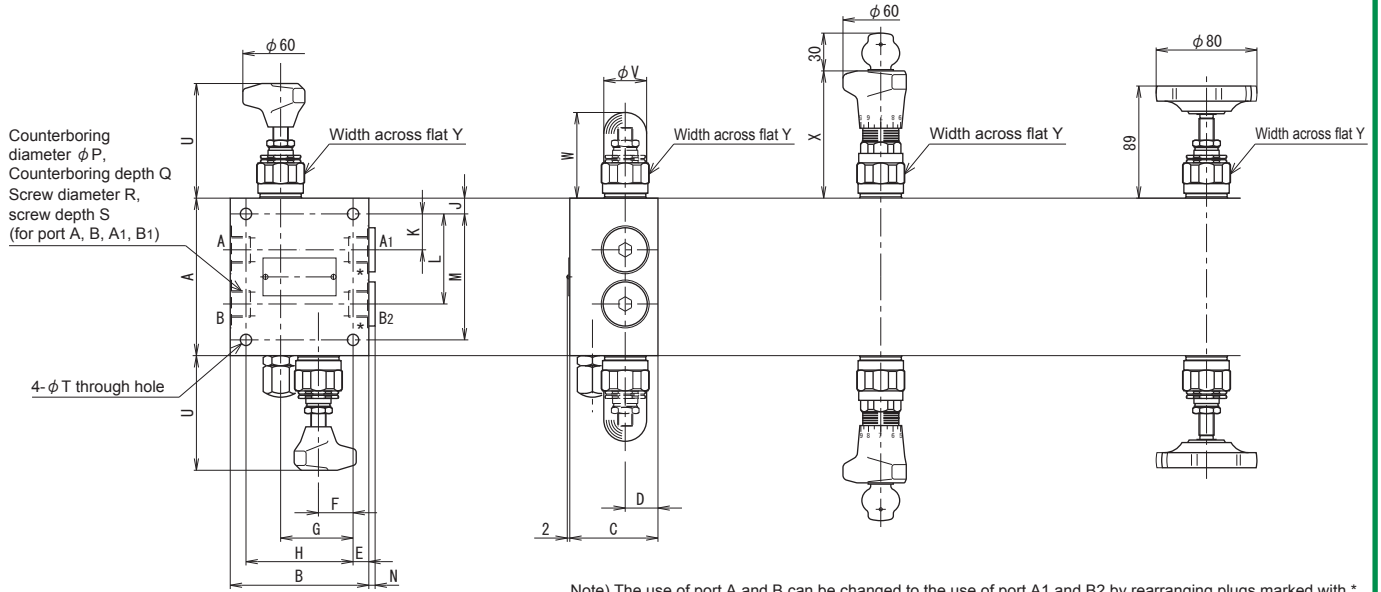 φ60
U
Counterboring
diameter φP,
Counterboring depth Q
Screw diameter R,
screw depth S
(for port A, B, A1, B1)
Width across flat Y
A
A
B
A1
*
B2
*
J
K
L
M
4-φT through hole
U
F
G
H
E
B
N
φV
W
Width across flat Y
D
2
C
φ60
30
X
Width across flat Y
φ80
89
Width across flat Y
Note) The use of port A and B can be changed to the use of port A1 and B2 by rearranging plugs marked with *